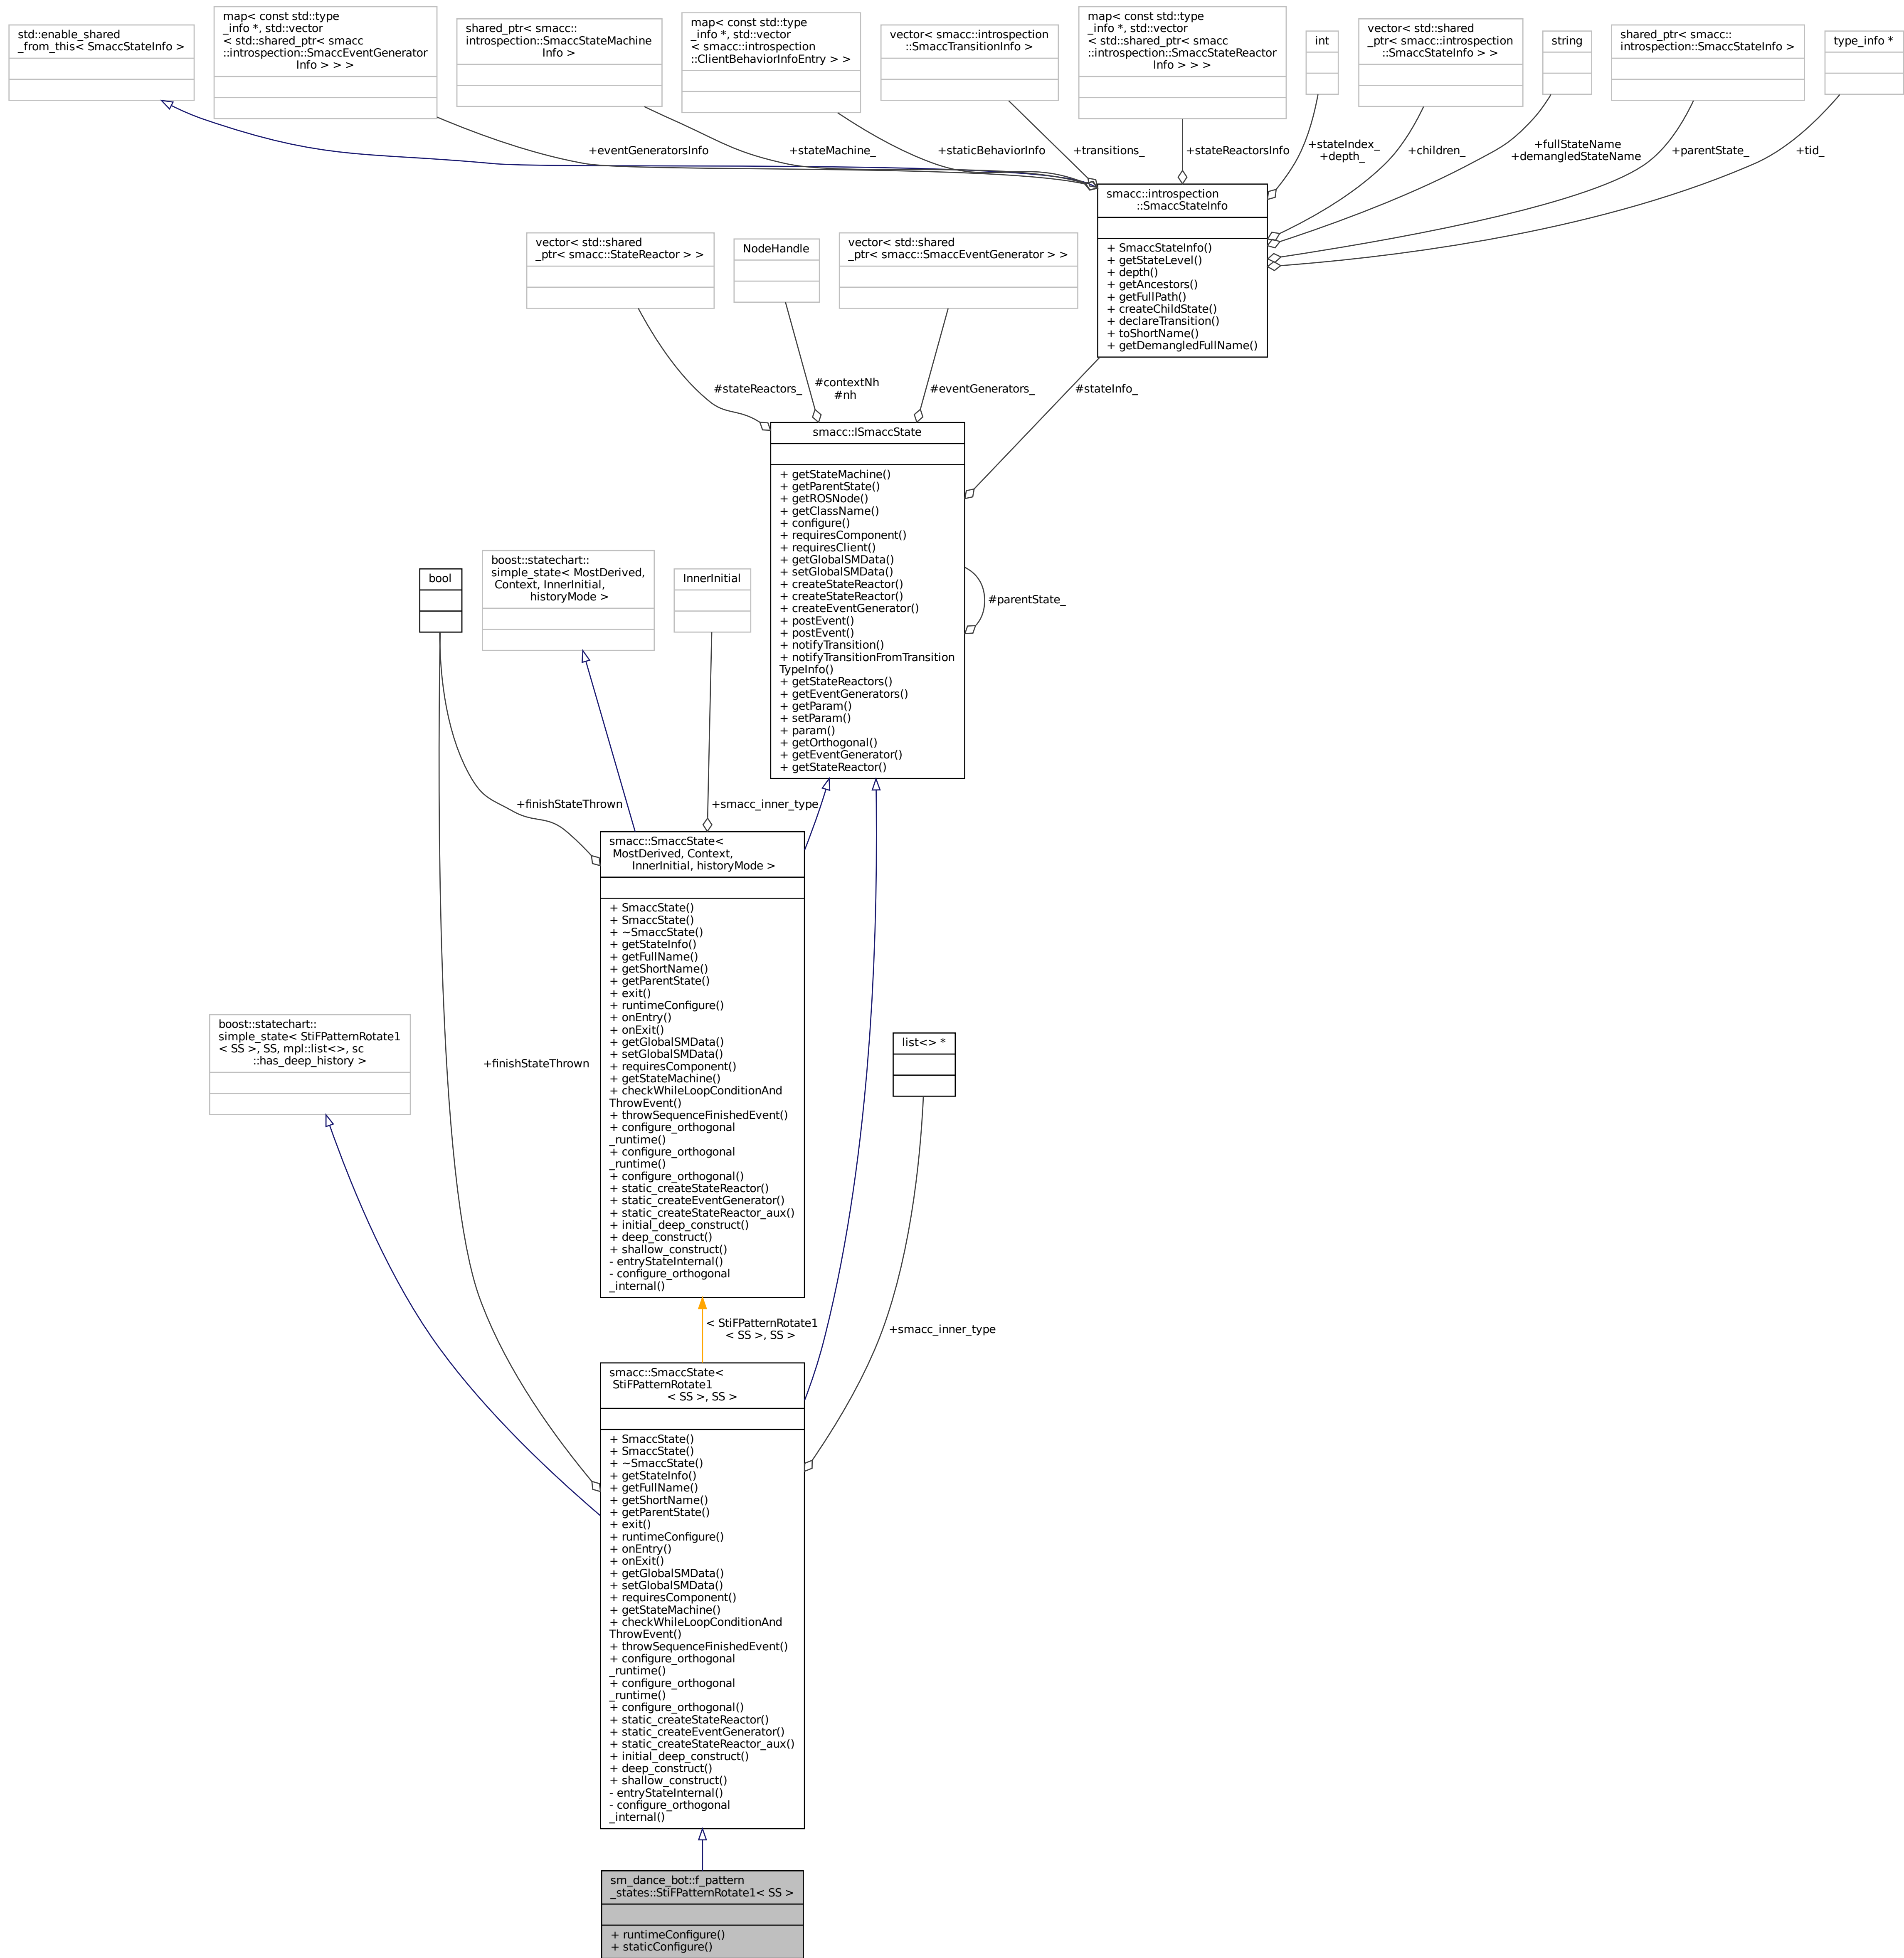 std::enable_shared
_from_this< SmaccStateInfo >
map< const std::type
_info *, std::vector
< std::shared_ptr< smacc
::introspection::SmaccEventGenerator
Info > > >
shared_ptr< smacc::
introspection::SmaccStateMachine
Info >
map< const std::type
_info *, std::vector
< smacc::introspection
::ClientBehaviorInfoEntry > >
vector< smacc::introspection
::SmaccTransitionInfo >
map< const std::type
_info *, std::vector
< std::shared_ptr< smacc
::introspection::SmaccStateReactor
Info > > >
int
vector< std::shared
_ptr< smacc::introspection
::SmaccStateInfo > >
string
shared_ptr< smacc::
introspection::SmaccStateInfo >
type_info *
+eventGeneratorsInfo
+stateMachine_
+staticBehaviorInfo
+transitions_
+stateReactorsInfo
+stateIndex_
+depth_
+children_
+fullStateName
+demangledStateName
+parentState_
+tid_
smacc::introspection
::SmaccStateInfo
+ SmaccStateInfo()
+ getStateLevel()
+ depth()
+ getAncestors()
+ getFullPath()
+ createChildState()
+ declareTransition()
+ toShortName()
+ getDemangledFullName()
vector< std::shared
_ptr< smacc::StateReactor > >
NodeHandle
vector< std::shared
_ptr< smacc::SmaccEventGenerator > >
#stateReactors_
#contextNh
#nh
#eventGenerators_
#stateInfo_
smacc::ISmaccState
+ getStateMachine()
+ getParentState()
+ getROSNode()
+ getClassName()
+ configure()
+ requiresComponent()
+ requiresClient()
+ getGlobalSMData()
+ setGlobalSMData()
+ createStateReactor()
+ createStateReactor()
+ createEventGenerator()
+ postEvent()
+ postEvent()
+ notifyTransition()
+ notifyTransitionFromTransition
TypeInfo()
+ getStateReactors()
+ getEventGenerators()
+ getParam()
+ setParam()
+ param()
+ getOrthogonal()
+ getEventGenerator()
+ getStateReactor()
#parentState_
bool
boost::statechart::
simple_state< MostDerived,
Context, InnerInitial,
historyMode >
InnerInitial
+finishStateThrown
+smacc_inner_type
smacc::SmaccState<
MostDerived, Context,
InnerInitial, historyMode >
+ SmaccState()
+ SmaccState()
+ ~SmaccState()
+ getStateInfo()
+ getFullName()
+ getShortName()
+ getParentState()
+ exit()
+ runtimeConfigure()
+ onEntry()
+ onExit()
+ getGlobalSMData()
+ setGlobalSMData()
+ requiresComponent()
+ getStateMachine()
+ checkWhileLoopConditionAnd
ThrowEvent()
+ throwSequenceFinishedEvent()
+ configure_orthogonal
_runtime()
+ configure_orthogonal
_runtime()
+ configure_orthogonal()
+ static_createStateReactor()
+ static_createEventGenerator()
+ static_createStateReactor_aux()
+ initial_deep_construct()
+ deep_construct()
+ shallow_construct()
- entryStateInternal()
- configure_orthogonal
_internal()
boost::statechart::
simple_state< StiFPatternRotate1
< SS >, SS, mpl::list<>, sc
::has_deep_history >
+finishStateThrown
list<> *
< StiFPatternRotate1
< SS >, SS >
+smacc_inner_type
smacc::SmaccState<
StiFPatternRotate1
< SS >, SS >
+ SmaccState()
+ SmaccState()
+ ~SmaccState()
+ getStateInfo()
+ getFullName()
+ getShortName()
+ getParentState()
+ exit()
+ runtimeConfigure()
+ onEntry()
+ onExit()
+ getGlobalSMData()
+ setGlobalSMData()
+ requiresComponent()
+ getStateMachine()
+ checkWhileLoopConditionAnd
ThrowEvent()
+ throwSequenceFinishedEvent()
+ configure_orthogonal
_runtime()
+ configure_orthogonal
_runtime()
+ configure_orthogonal()
+ static_createStateReactor()
+ static_createEventGenerator()
+ static_createStateReactor_aux()
+ initial_deep_construct()
+ deep_construct()
+ shallow_construct()
- entryStateInternal()
- configure_orthogonal
_internal()
sm_dance_bot::f_pattern
_states::StiFPatternRotate1< SS >
+ runtimeConfigure()
+ staticConfigure()